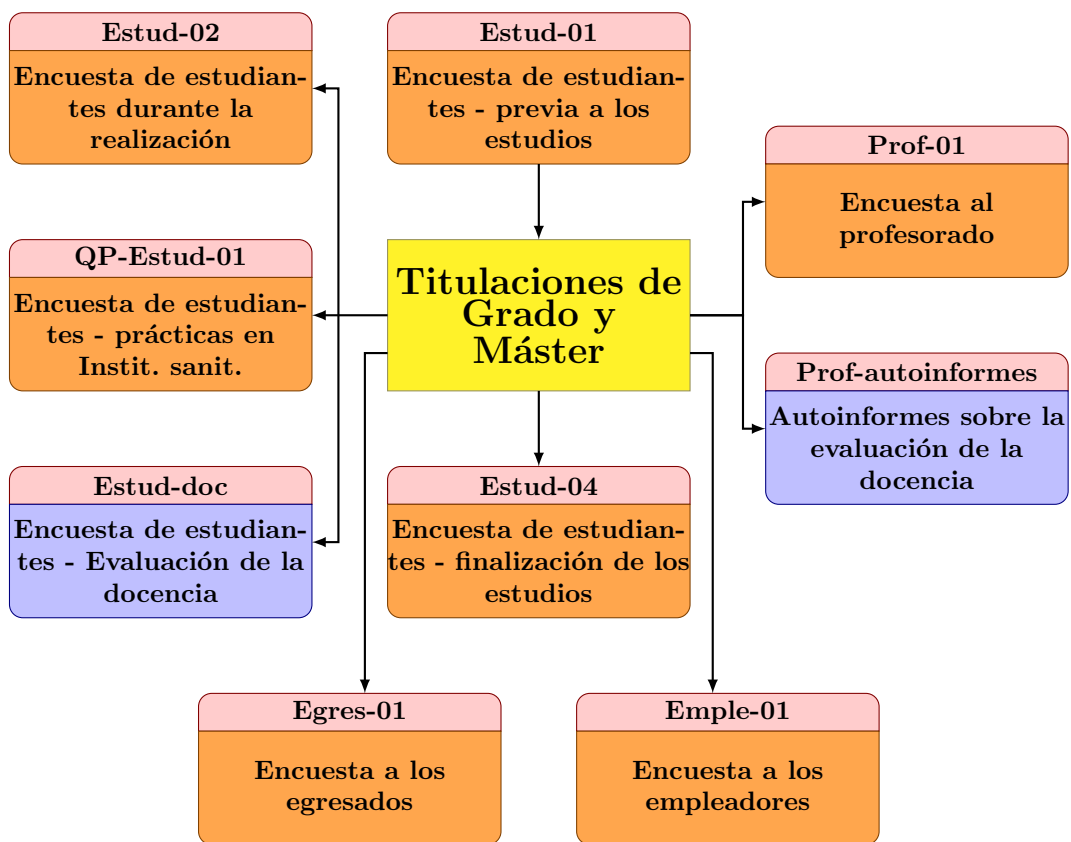 Estud-02
Encuesta de estudian-
tes durante la
realización
Estud-01
Encuesta de estudian-
tes - previa a los
estudios
Prof-01
Encuesta al
profesorado
QP-Estud-01
Encuesta de estudian-
tes - prácticas en
Instit. sanit.
Titulaciones de
Grado y
Máster
Prof-autoinformes
Autoinformes sobre la
evaluación de la
docencia
Estud-doc
Encuesta de estudian-
tes - Evaluación de la
docencia
Estud-04
Encuesta de estudian-
tes - finalización de los
estudios
Egres-01
Encuesta a los
egresados
Emple-01
Encuesta a los
empleadores